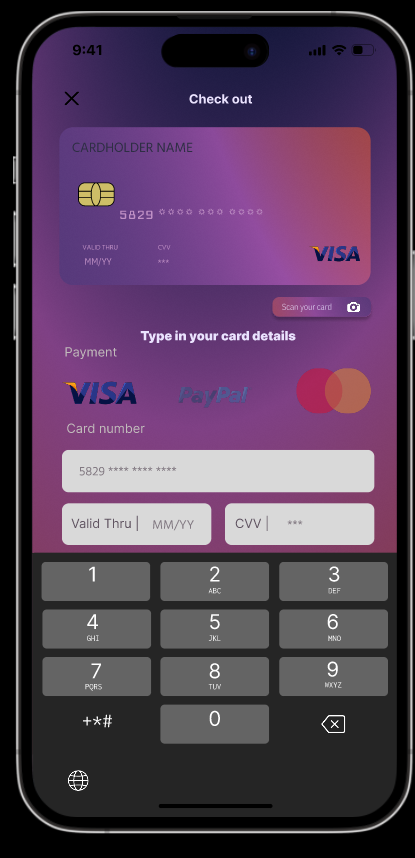 9:41
Check out
CARDHOLDER NAME
5829 **** *** ****
VALID THRU CVV
MM/YY ***
VISA
Scan your card
Type in your card details
Payment
VISA PayPal
Card number
5829 **** **** ****
Valid Thru | MM/YY CVV | ***
1 2 3
ABC DEF
4 5 6
GHI JKL MNO
7 8 9
PQRS TUV WXYZ
+*# 0